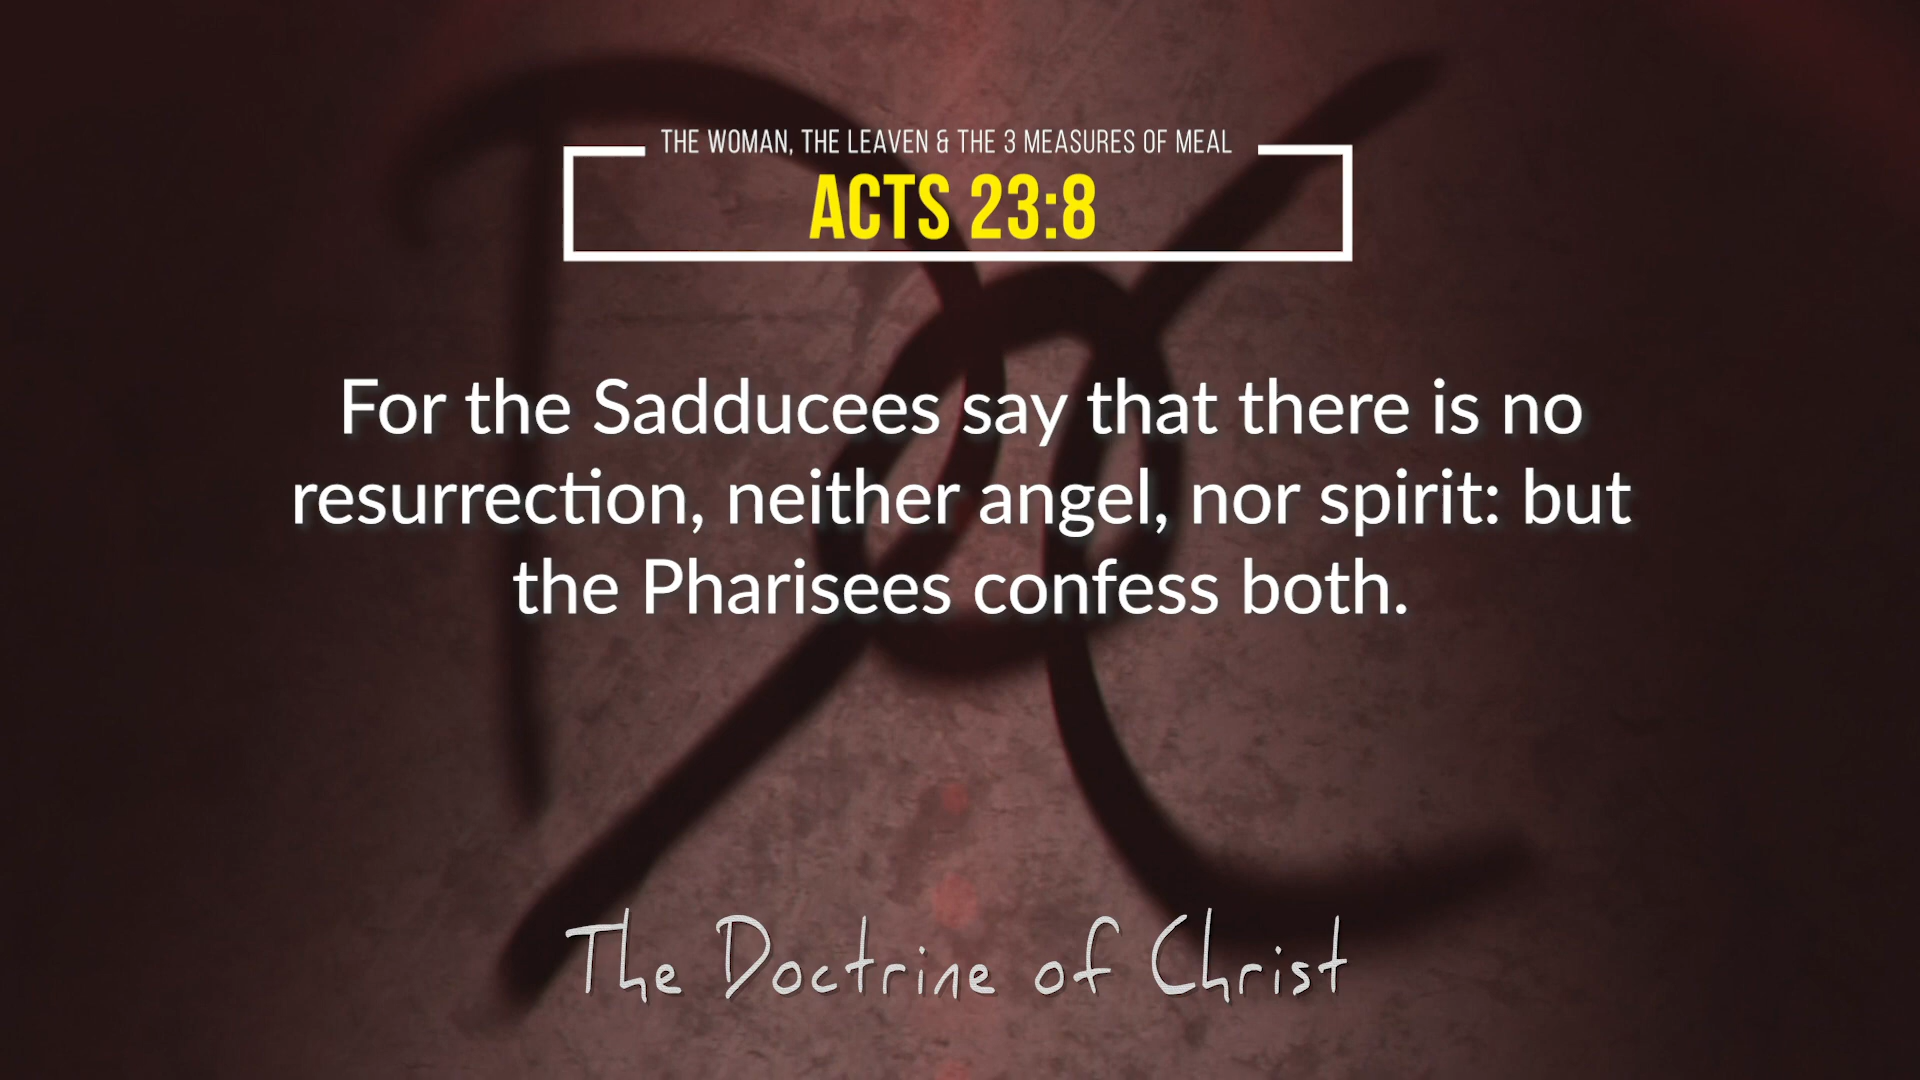 THE WOMAN, THE LEAVEN & THE 3 MEASURES OF MEAL
ACTS 23:8
For the Sadducees say that there is no
resurrection, neither angel, nor spirit: but
the Pharisees confess both.
The Doctrine of Christ